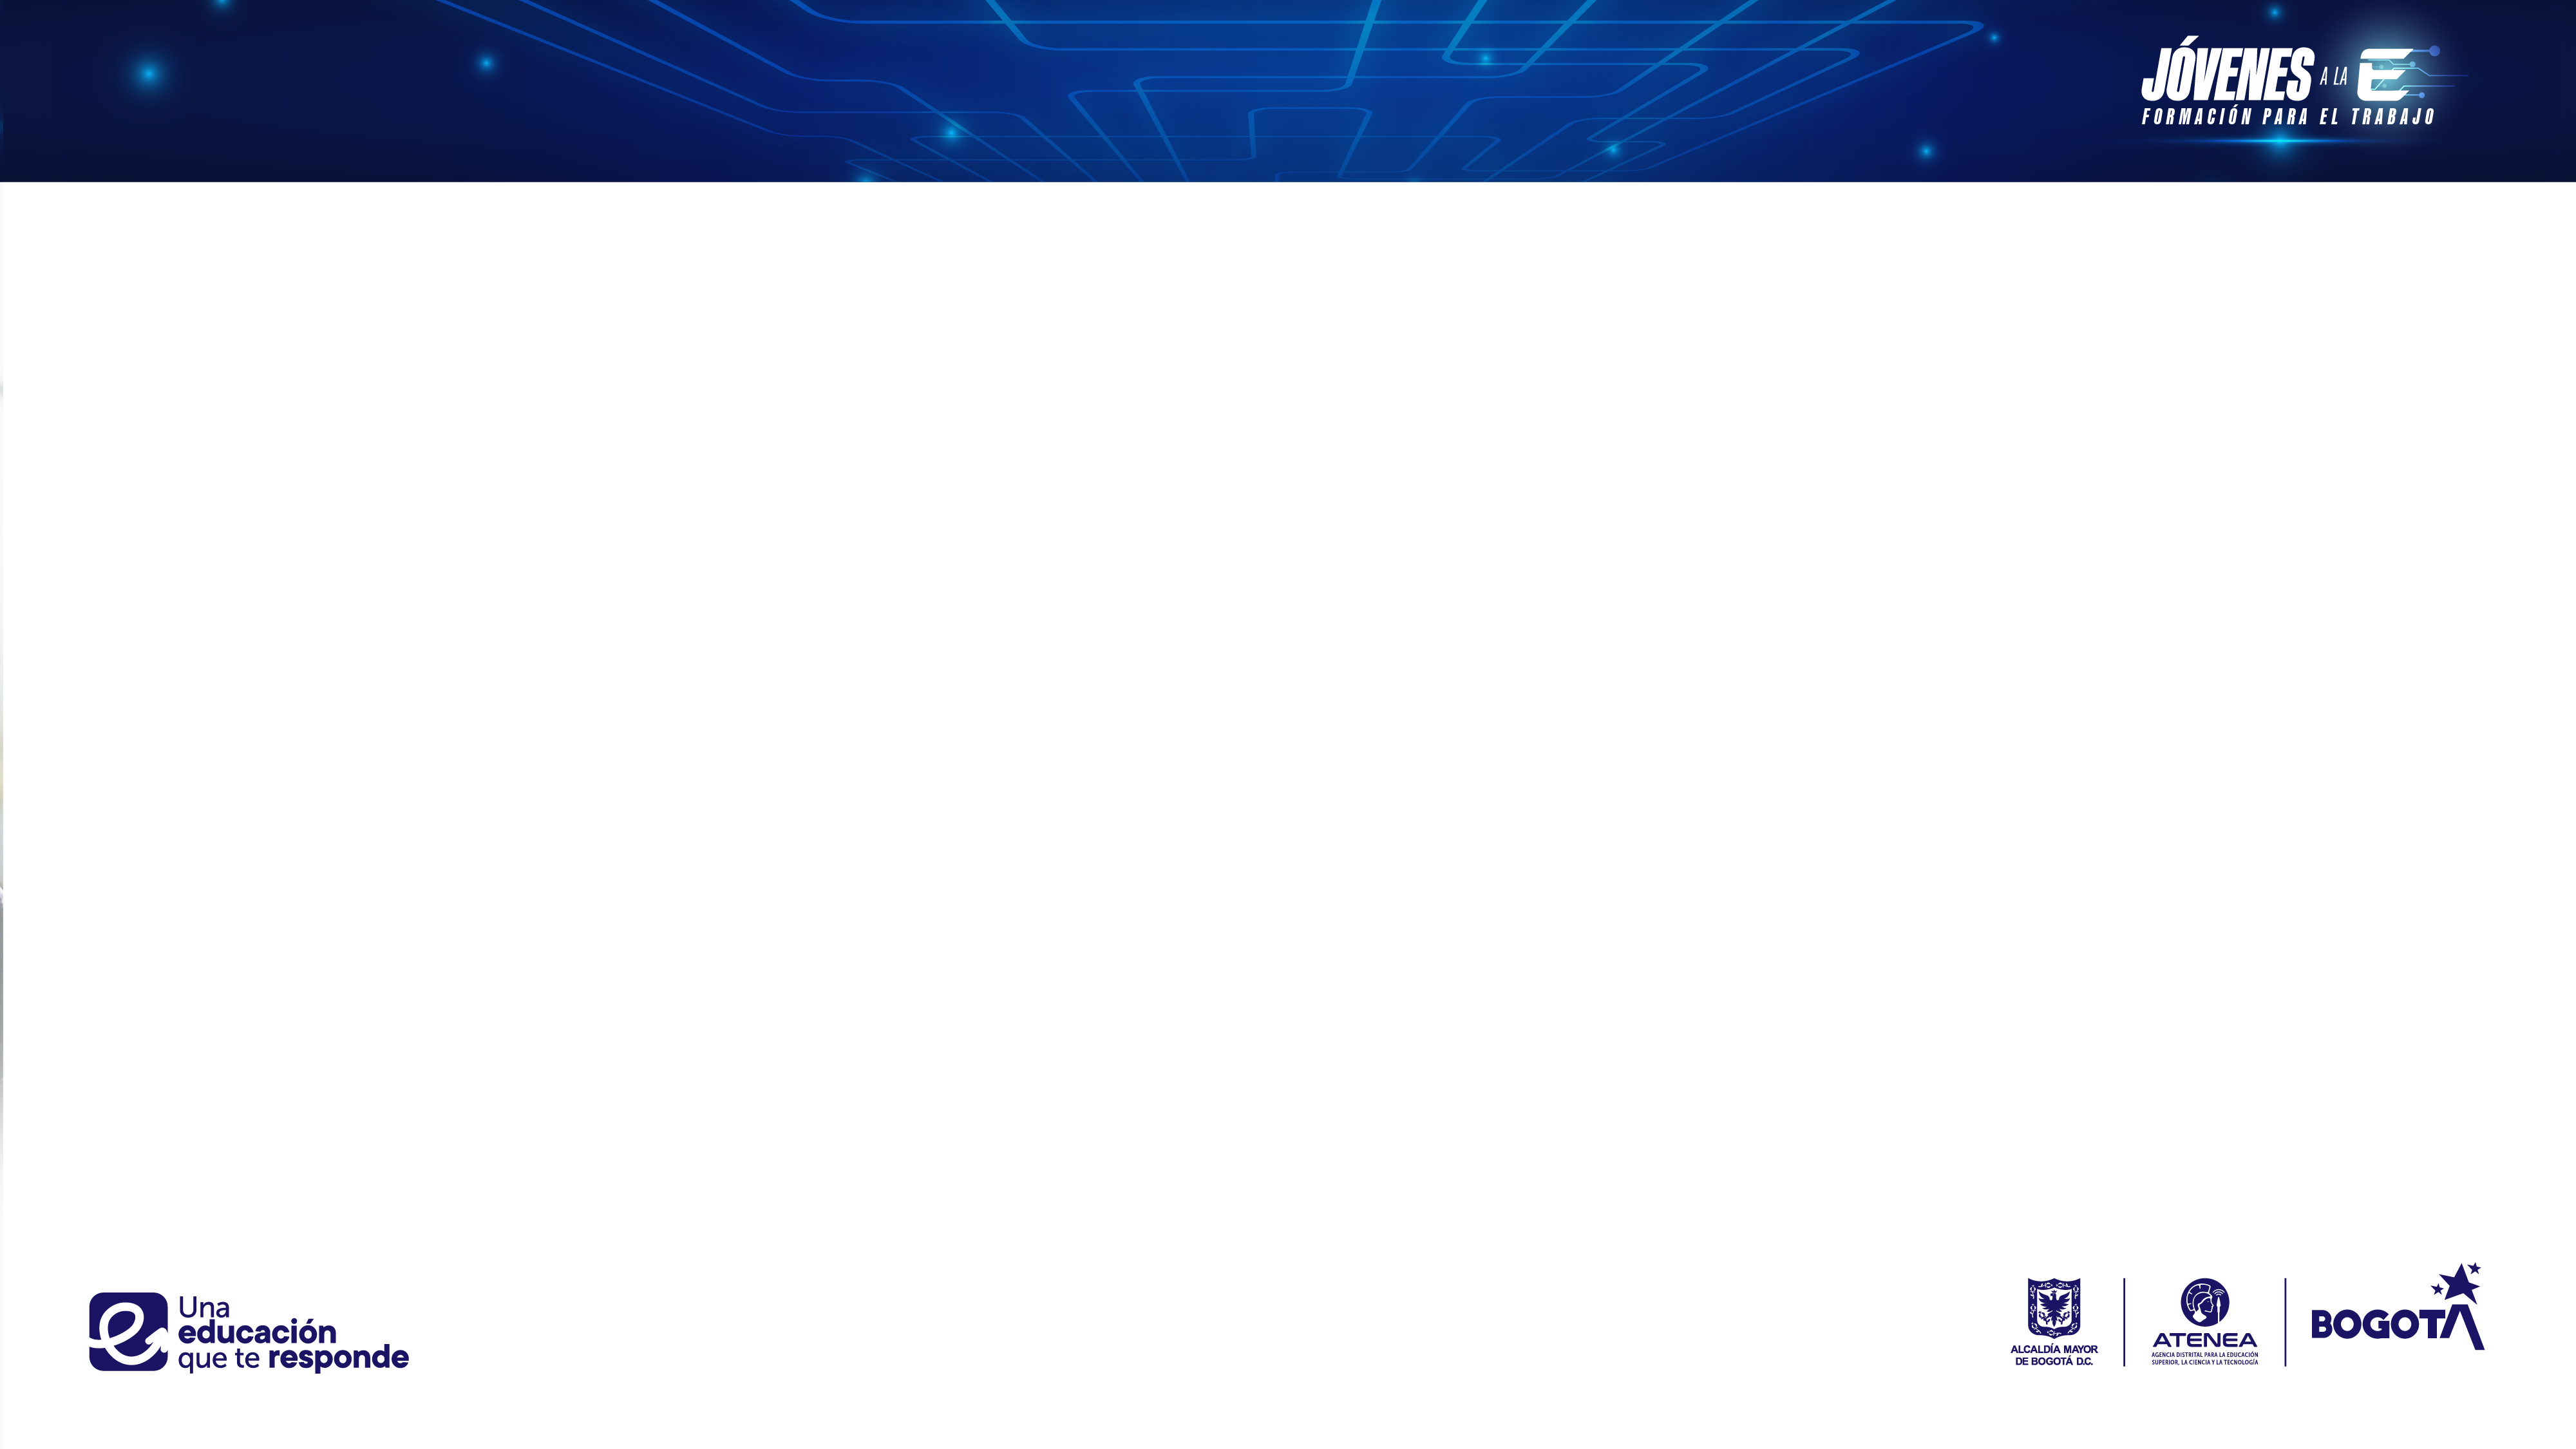 JÓVENES A LA E
FORMACIÓN PARA EL TRABAJO
Una
educación
que te responde
ALCALDÍA MAYOR
DE BOGOTÁ D.C.
ATENEA
AGENCIA DISTRITAL PARA LA EDUCACIÓN
SUPERIOR, LA CIENCIA Y LA TECNOLOGÍA
BOGOTÁ